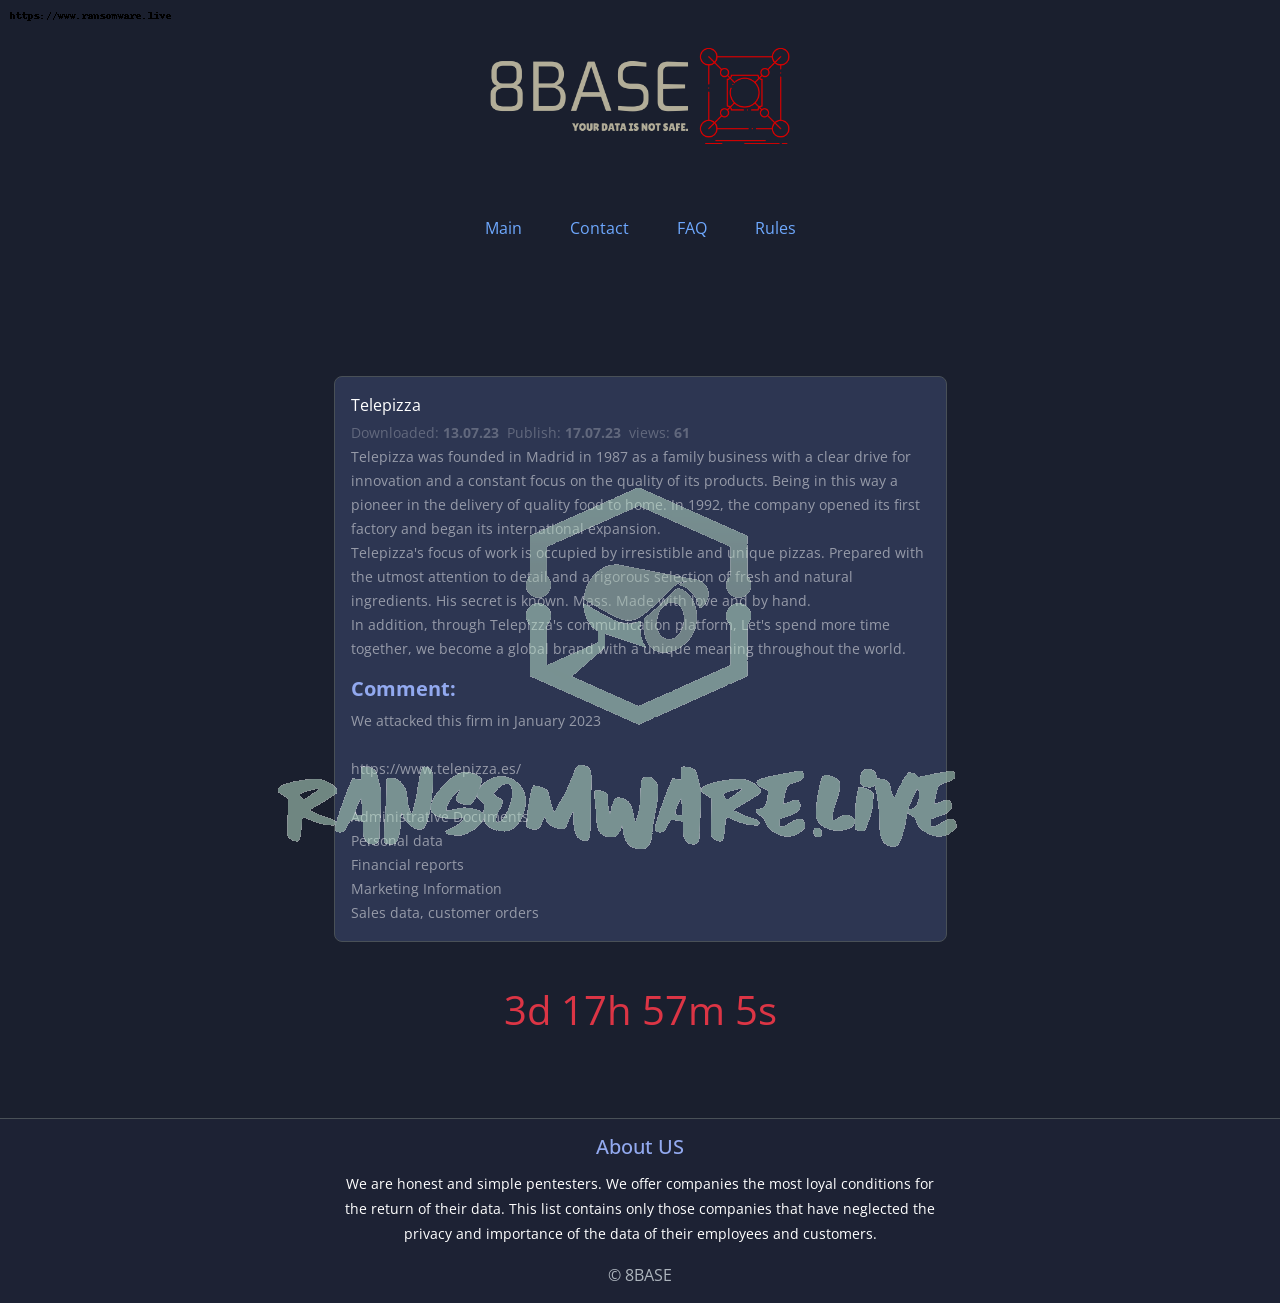 https://www.ransomware.live
8BASE
YOUR DATA IS NOT SAFE.
Main Contact FAQ Rules
Telepizza
Downloaded: 13.07.23 Publish: 17.07.23 views: 61
Telepizza was founded in Madrid in 1987 as a family business with a clear drive for
innovation and a constant focus on the quality of its products. Being in this way a
pioneer in the delivery of quality food to home. In 1992, the company opened its first
factory and began its international expansion.
Telepizza's focus of work is occupied by irresistible and unique pizzas. Prepared with
the utmost attention to detail and a rigorous selection of fresh and natural
ingredients. His secret is known. Mass. Made with love and by hand.
In addition, through Telepizza's communication platform, Let's spend more time
together, we become a global brand with a unique meaning throughout the world.
Comment:
We attacked this firm in January 2023
https://www.telepizza.es/
RANSOMWARE.LIVE
Administrative Documents
Personal data
Financial reports
Marketing Information
Sales data, customer orders
3d 17h 57m 5s
About US
We are honest and simple pentesters. We offer companies the most loyal conditions for
the return of their data. This list contains only those companies that have neglected the
privacy and importance of the data of their employees and customers.
© 8BASE